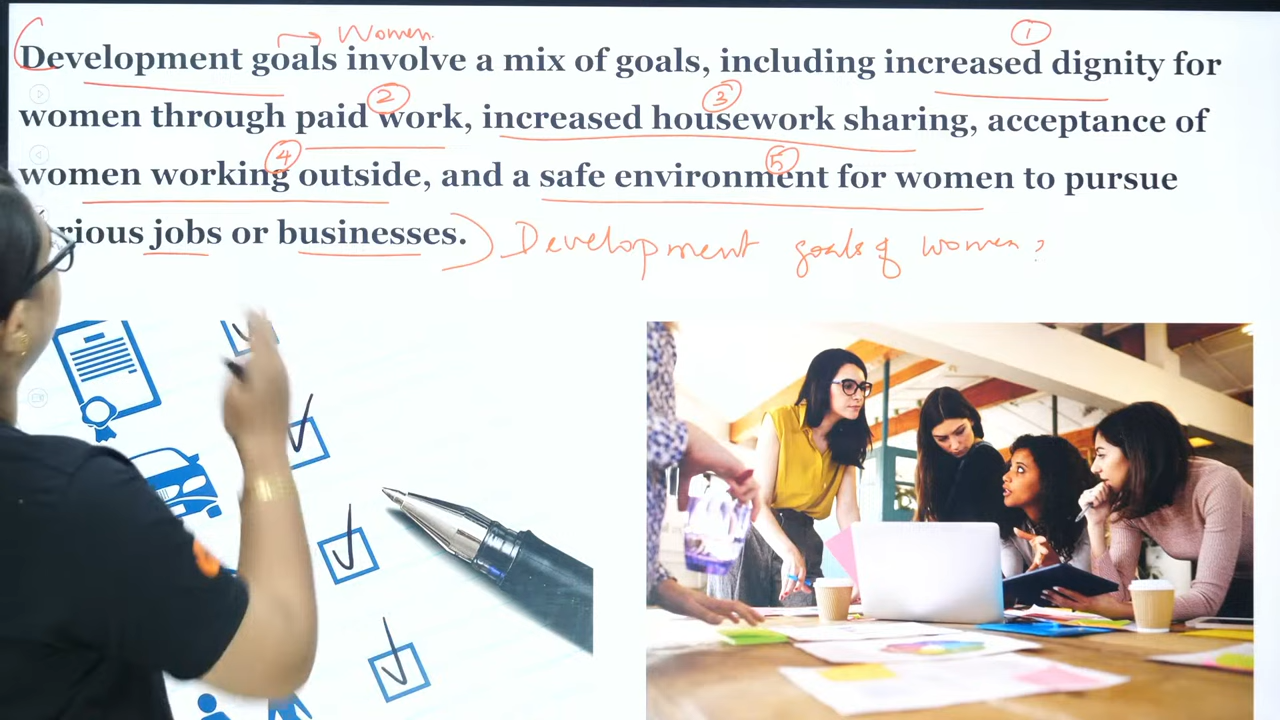 Women.
①
Development goals involve a mix of goals, including increased dignity for
② ③
women through paid work, increased housework sharing, acceptance of
④ ⑤
women working outside, and a safe environment for women to pursue
rious jobs or businesses. Development goals of women ?